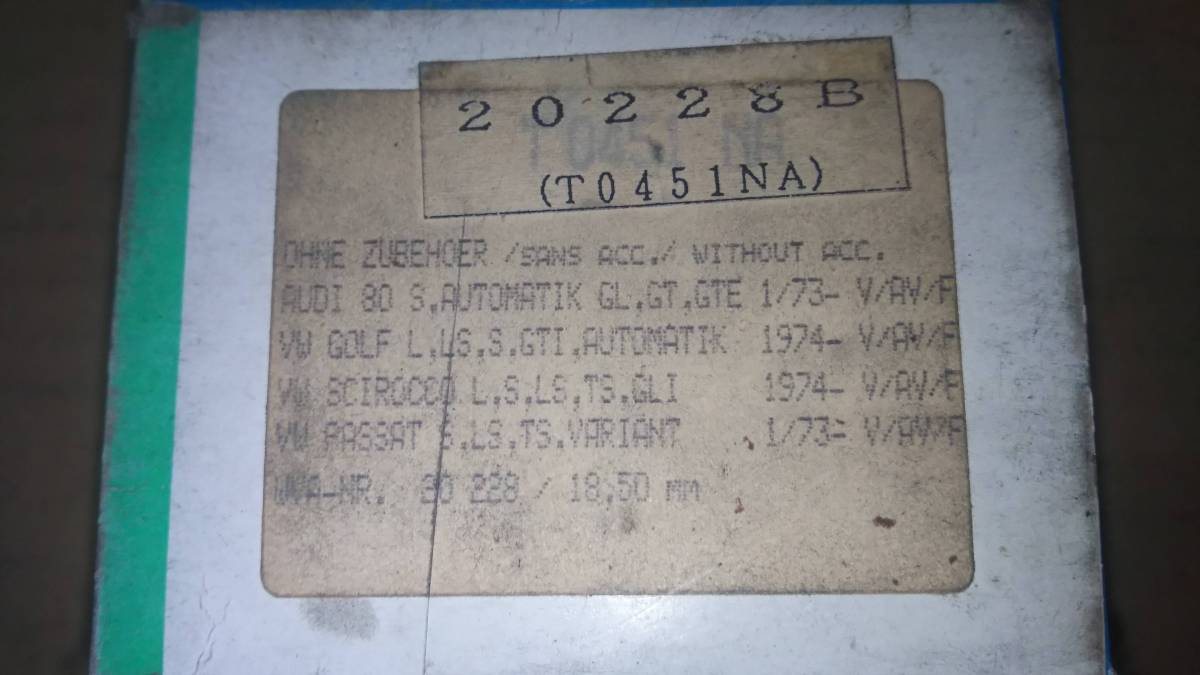 20228B
T0451 NA
(T0451NA)
OHNE ZUBEHOER /SANS ACC./ WITHOUT ACC.
AUDI 80 S.AUTOMATIK GL.GT.GTE 1/73- V/AV/F
VW GOLF L.LS.S.GTI.AUTOMATIK 1974- V/AV/F
VW SCIROCCO L.S.LS.TS.GLI 1974- V/AV/F
VW PASSAT S.LS.TS.VARIANT 1/73- V/AV/F
WVA-NR. 20 228 / 18,50 mm